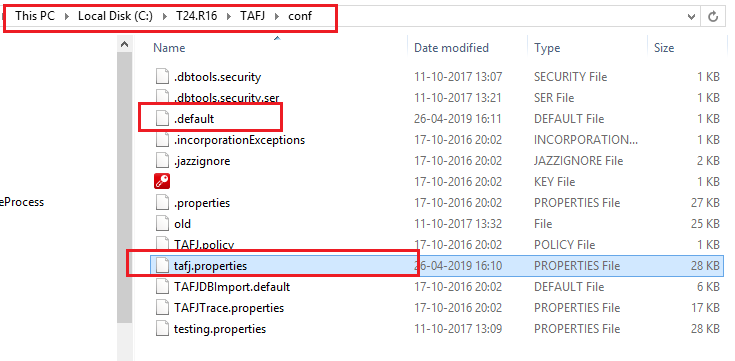 This PC Local Disk (C:) T24.R16 TAFJ conf
Name Date modified Type Size
.dbtools.security 11-10-2017 13:07 SECURITY File 1 KB
.dbtools.security.ser 11-10-2017 13:21 SER File 1 KB
.default 26-04-2019 16:11 DEFAULT File 1 KB
.incorporationExceptions 17-10-2016 20:02 INCORPORATION... 1 KB
.jazzignore 17-10-2016 20:02 JAZZIGNORE File 1 KB
17-10-2016 20:02 KEY File 1 KB
eProcess
.properties 17-10-2016 20:02 PROPERTIES File 27 KB
old 11-10-2017 13:32 File 25 KB
TAFJ.policy 17-10-2016 20:02 POLICY File 1 KB
tafj.properties 26-04-2019 16:10 PROPERTIES File 28 KB
TAFJDBImport.default 17-10-2016 20:02 DEFAULT File 6 KB
TAFJTrace.properties 17-10-2016 20:02 PROPERTIES File 17 KB
testing.properties 11-10-2017 13:09 PROPERTIES File 28 KB